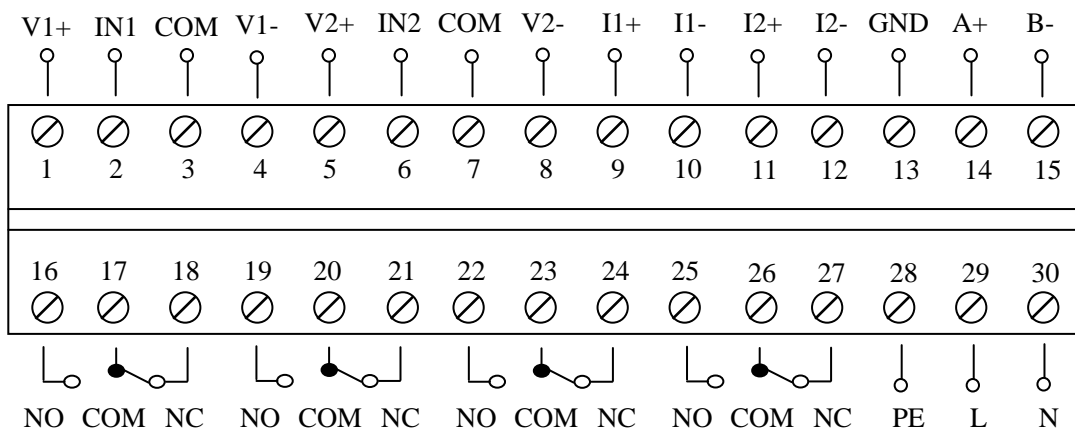 V1+ IN1 COM V1- V2+ IN2 COM V2- I1+ I1- I2+ I2- GND A+ B-
1 2 3 4 5 6 7 8 9 10 11 12 13 14 15
16 17 18 19 20 21 22 23 24 25 26 27 28 29 30
NO COM NC NO COM NC NO COM NC NO COM NC PE L N